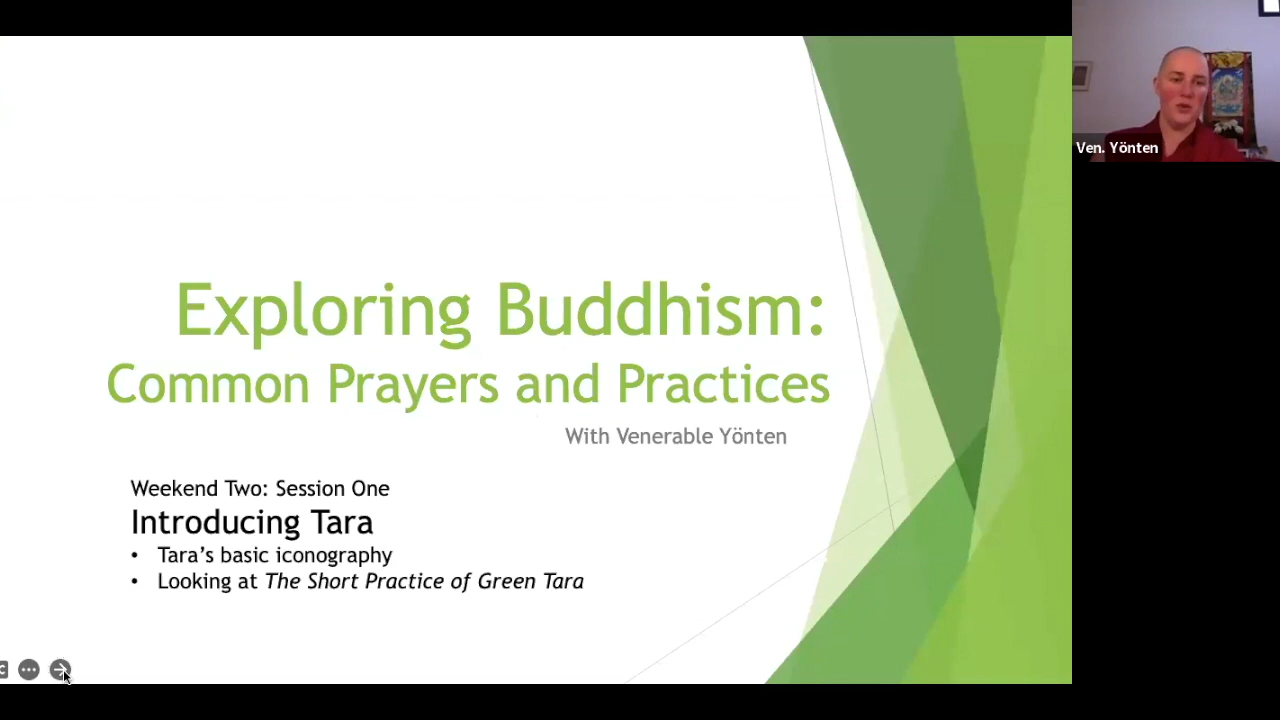 Exploring Buddhism:
Common Prayers and Practices
With Venerable Yönten
Weekend Two: Session One
Introducing Tara
• Tara's basic iconography
• Looking at The Short Practice of Green Tara
Ven. Yönten